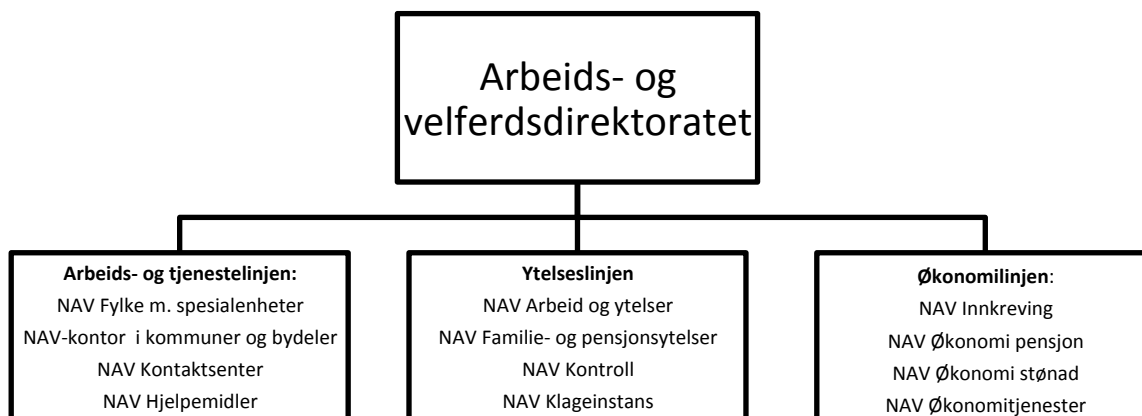 Arbeids- og
velferdsdirektoratet
Arbeids- og tjenestelinjen:
NAV Fylke m. spesialenheter
NAV-kontor i kommuner og bydeler
NAV Kontaktsenter
NAV Hjelpemidler
Ytelseslinjen
NAV Arbeid og ytelser
NAV Familie- og pensjonsytelser
NAV Kontroll
NAV Klageinstans
Økonomilinjen:
NAV Innkreving
NAV Økonomi pensjon
NAV Økonomi stønad
NAV Økonomitjenester